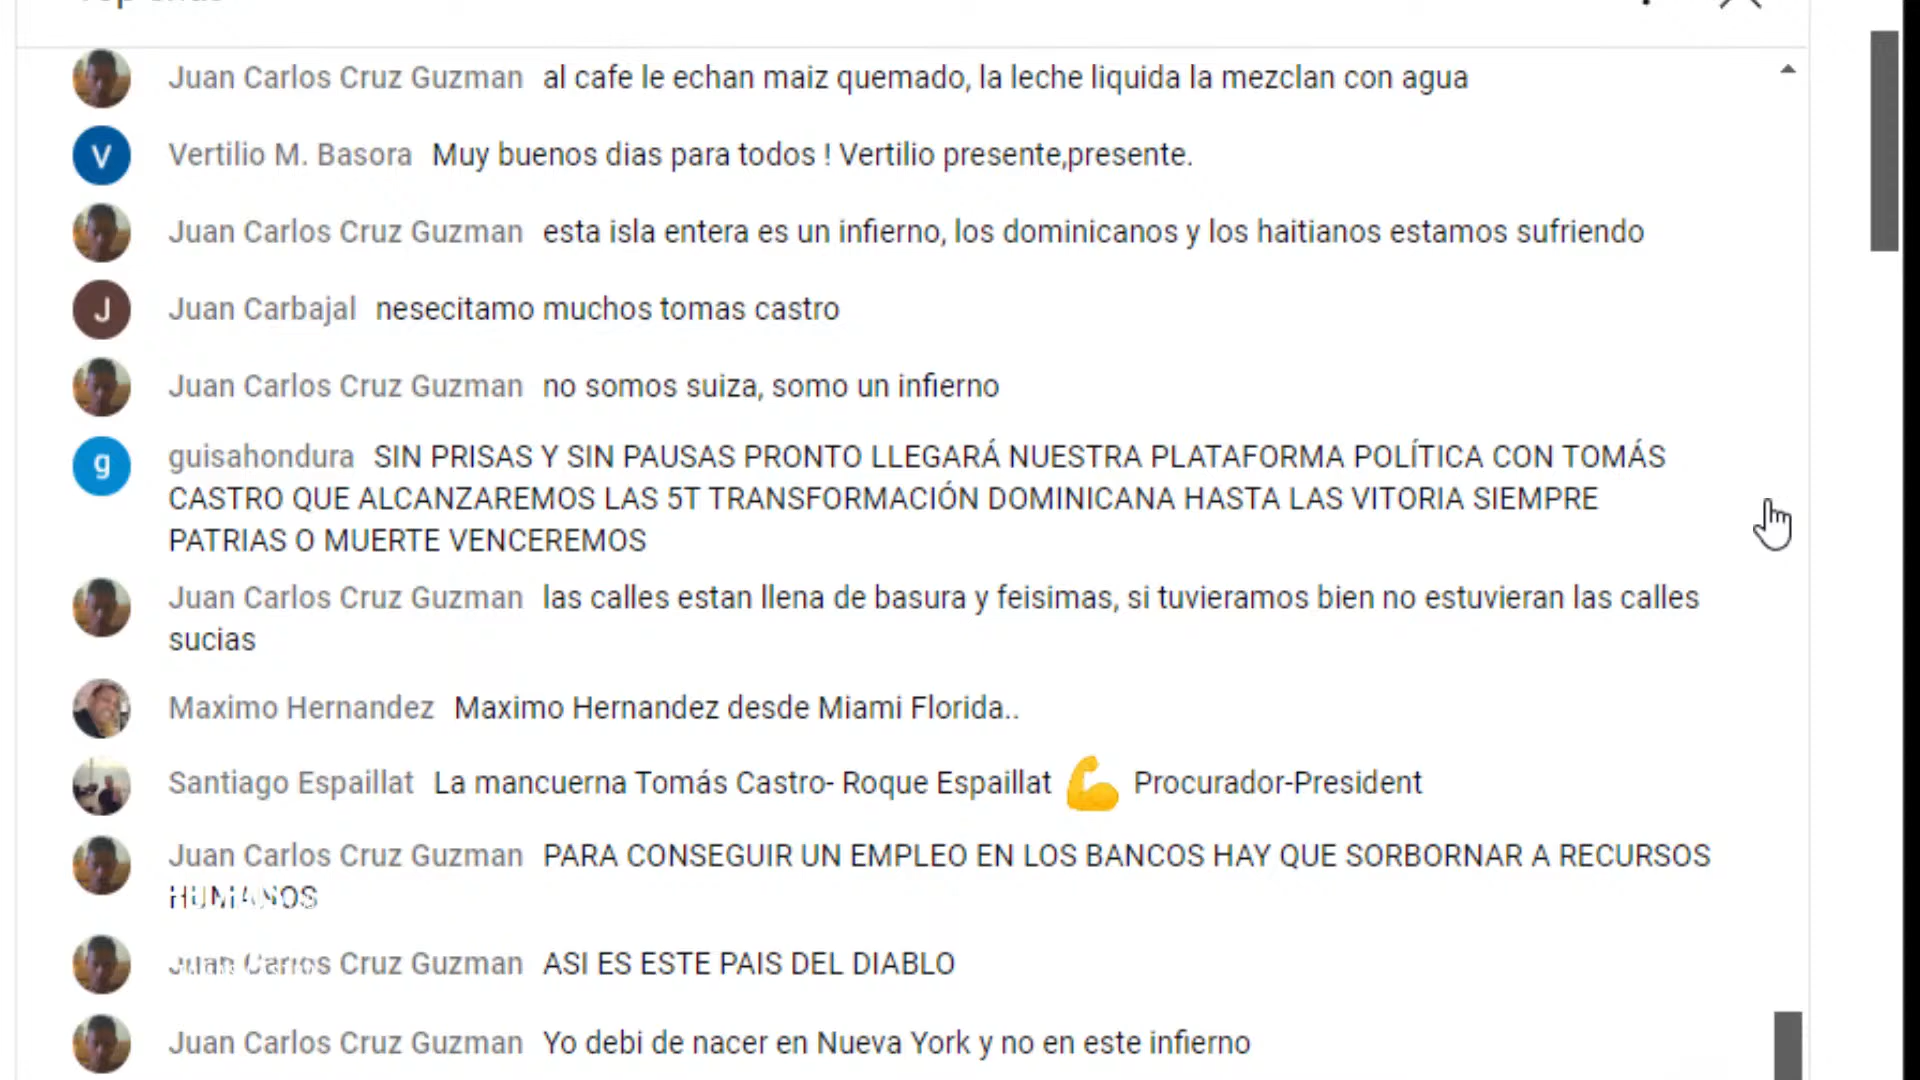 Juan Carlos Cruz Guzman al cafe le echan maiz quemado, la leche liquida la mezclan con agua
V Vertilio M. Basora Muy buenos dias para todos ! Vertilio presente,presente.
Juan Carlos Cruz Guzman esta isla entera es un infierno, los dominicanos y los haitianos estamos sufriendo
J Juan Carbajal nesecitamo muchos tomas castro
Juan Carlos Cruz Guzman no somos suiza, somo un infierno
g guisahondura SIN PRISAS Y SIN PAUSAS PRONTO LLEGARÁ NUESTRA PLATAFORMA POLÍTICA CON TOMÁS
CASTRO QUE ALCANZAREMOS LAS 5T TRANSFORMACIÓN DOMINICANA HASTA LAS VITORIA SIEMPRE
PATRIAS O MUERTE VENCEREMOS
Juan Carlos Cruz Guzman las calles estan llena de basura y feisimas, si tuvieramos bien no estuvieran las calles
sucias
Maximo Hernandez Maximo Hernandez desde Miami Florida..
Santiago Espaillat La mancuerna Tomás Castro- Roque Espaillat 💪 Procurador-President
Juan Carlos Cruz Guzman PARA CONSEGUIR UN EMPLEO EN LOS BANCOS HAY QUE SORBORNAR A RECURSOS
HUMANOS
Juan Carlos Cruz Guzman ASI ES ESTE PAIS DEL DIABLO
Juan Carlos Cruz Guzman Yo debi de nacer en Nueva York y no en este infierno